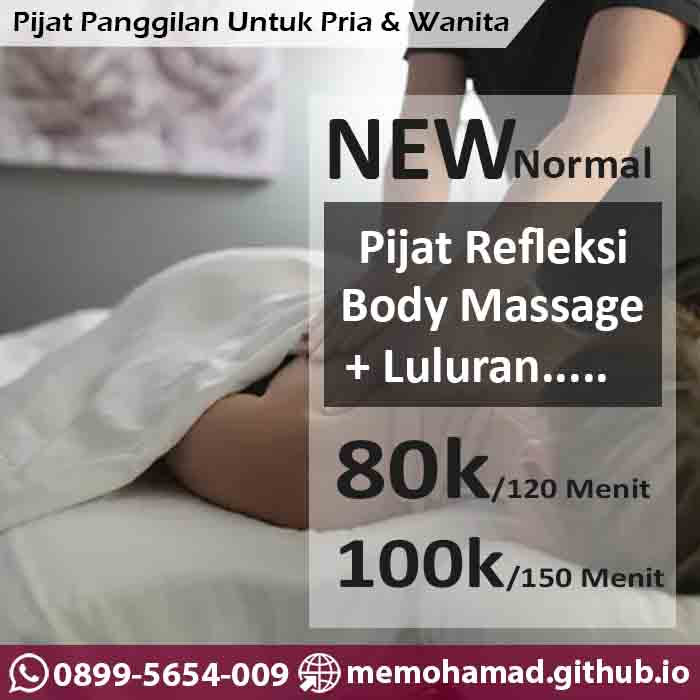 Pijat Panggilan Untuk Pria & Wanita
NEW Normal
Pijat Refleksi
Body Massage
+ Luluran.....
80k/120 Menit
100k/150 Menit
0899-5654-009 memohamad.github.io